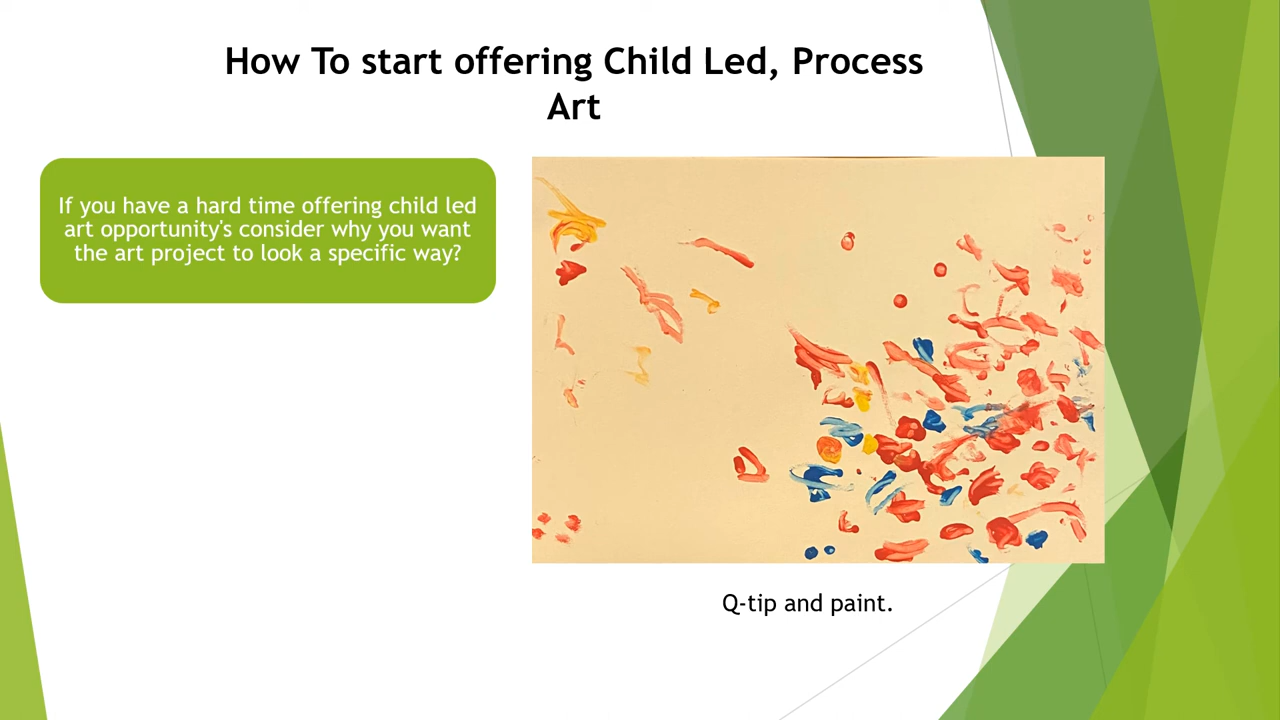 How To start offering Child Led, Process
Art
If you have a hard time offering child led
art opportunity's consider why you want
the art project to look a specific way?
Q-tip and paint.